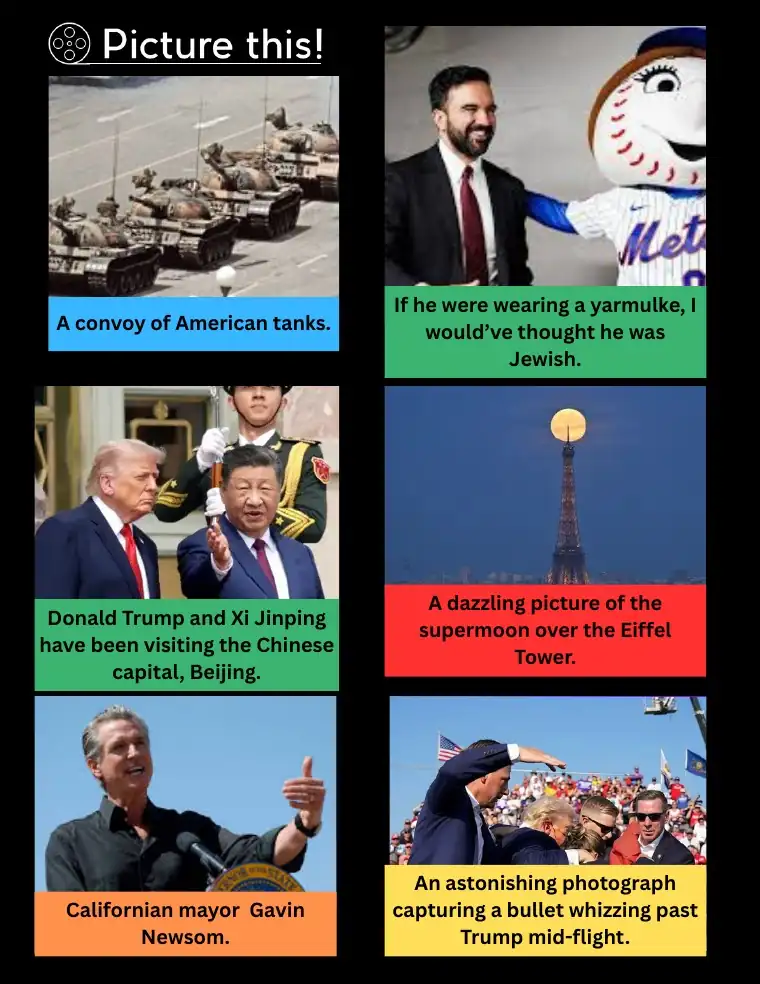 Picture this!
Mets
A convoy of American tanks.
If he were wearing a yarmulke, I
would’ve thought he was
Jewish.
Donald Trump and Xi Jinping
have been visiting the Chinese
capital, Beijing.
A dazzling picture of the
supermoon over the Eiffel
Tower.
GOVERNOR
Californian mayor Gavin
Newsom.
An astonishing photograph
capturing a bullet whizzing past
Trump mid-flight.